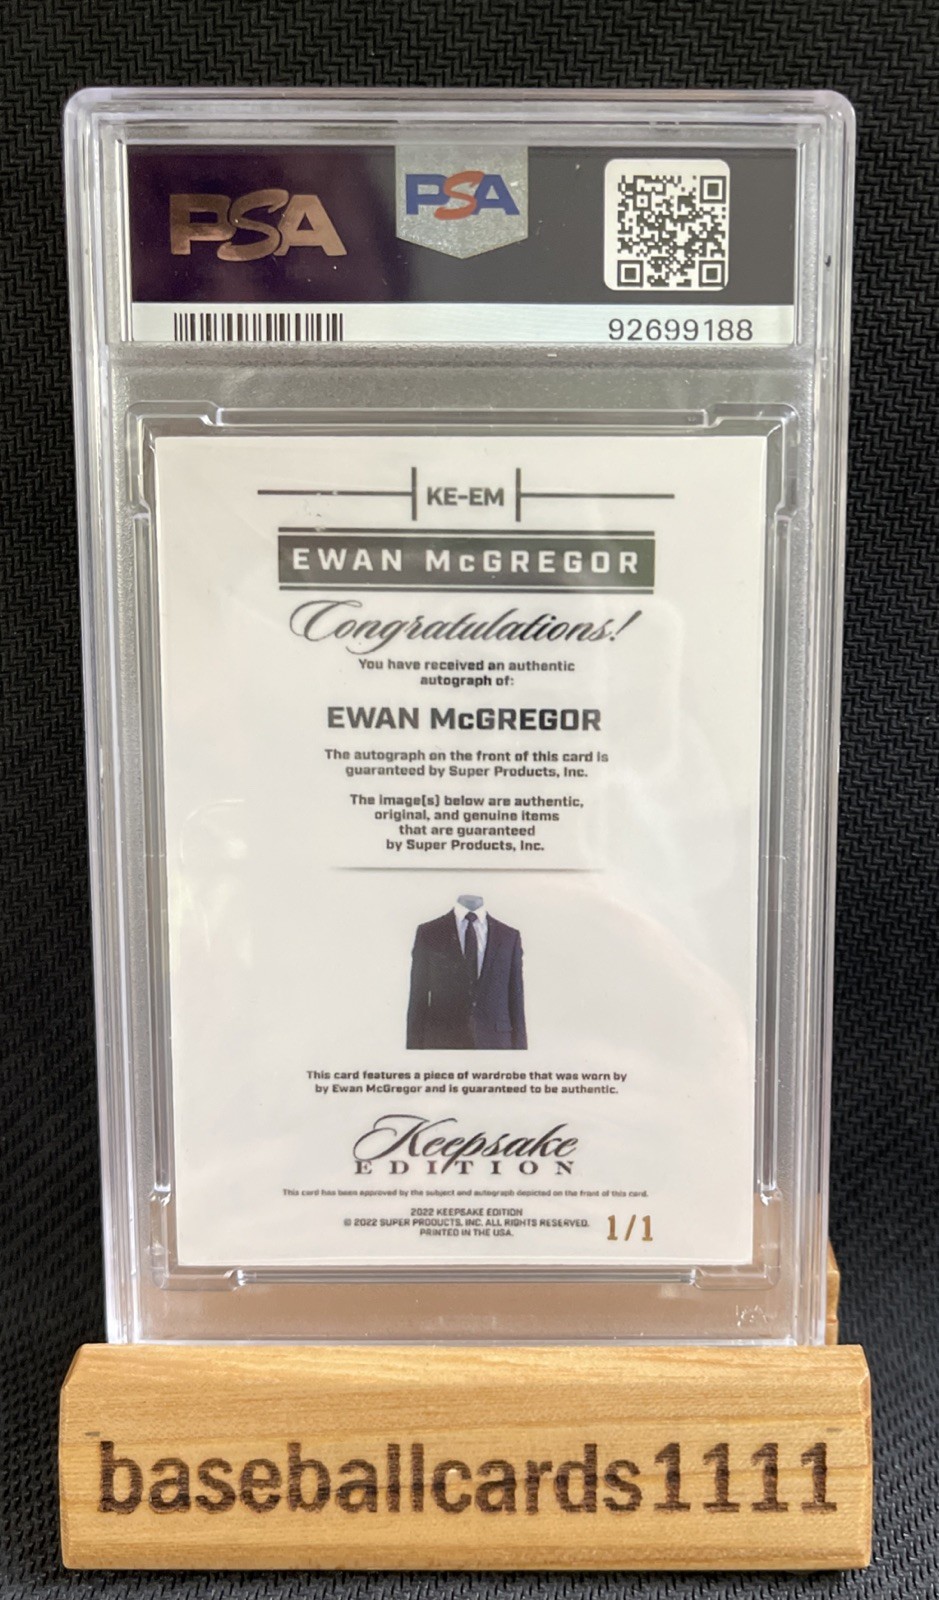 PSA
PSA
92699188
KE-EM
EWAN McGREGOR
Congratulations!
You have received an authentic
autograph of:
EWAN McGREGOR
The autograph on the front of this card is
guaranteed by Super Products, Inc.
The image(s) below are authentic,
original, and genuine items
that are guaranteed
by Super Products, Inc.
This card features a piece of wardrobe that was worn by
by Ewan McGregor and is guaranteed to be authentic.
Keepsake
EDITION
This card has been approved by the subject and autograph depicted on the front of this card.
2022 KEEPSAKE EDITION
© 2022 SUPER PRODUCTS, INC. ALL RIGHTS RESERVED.
PRINTED IN THE USA.
1/1
baseballcards1111